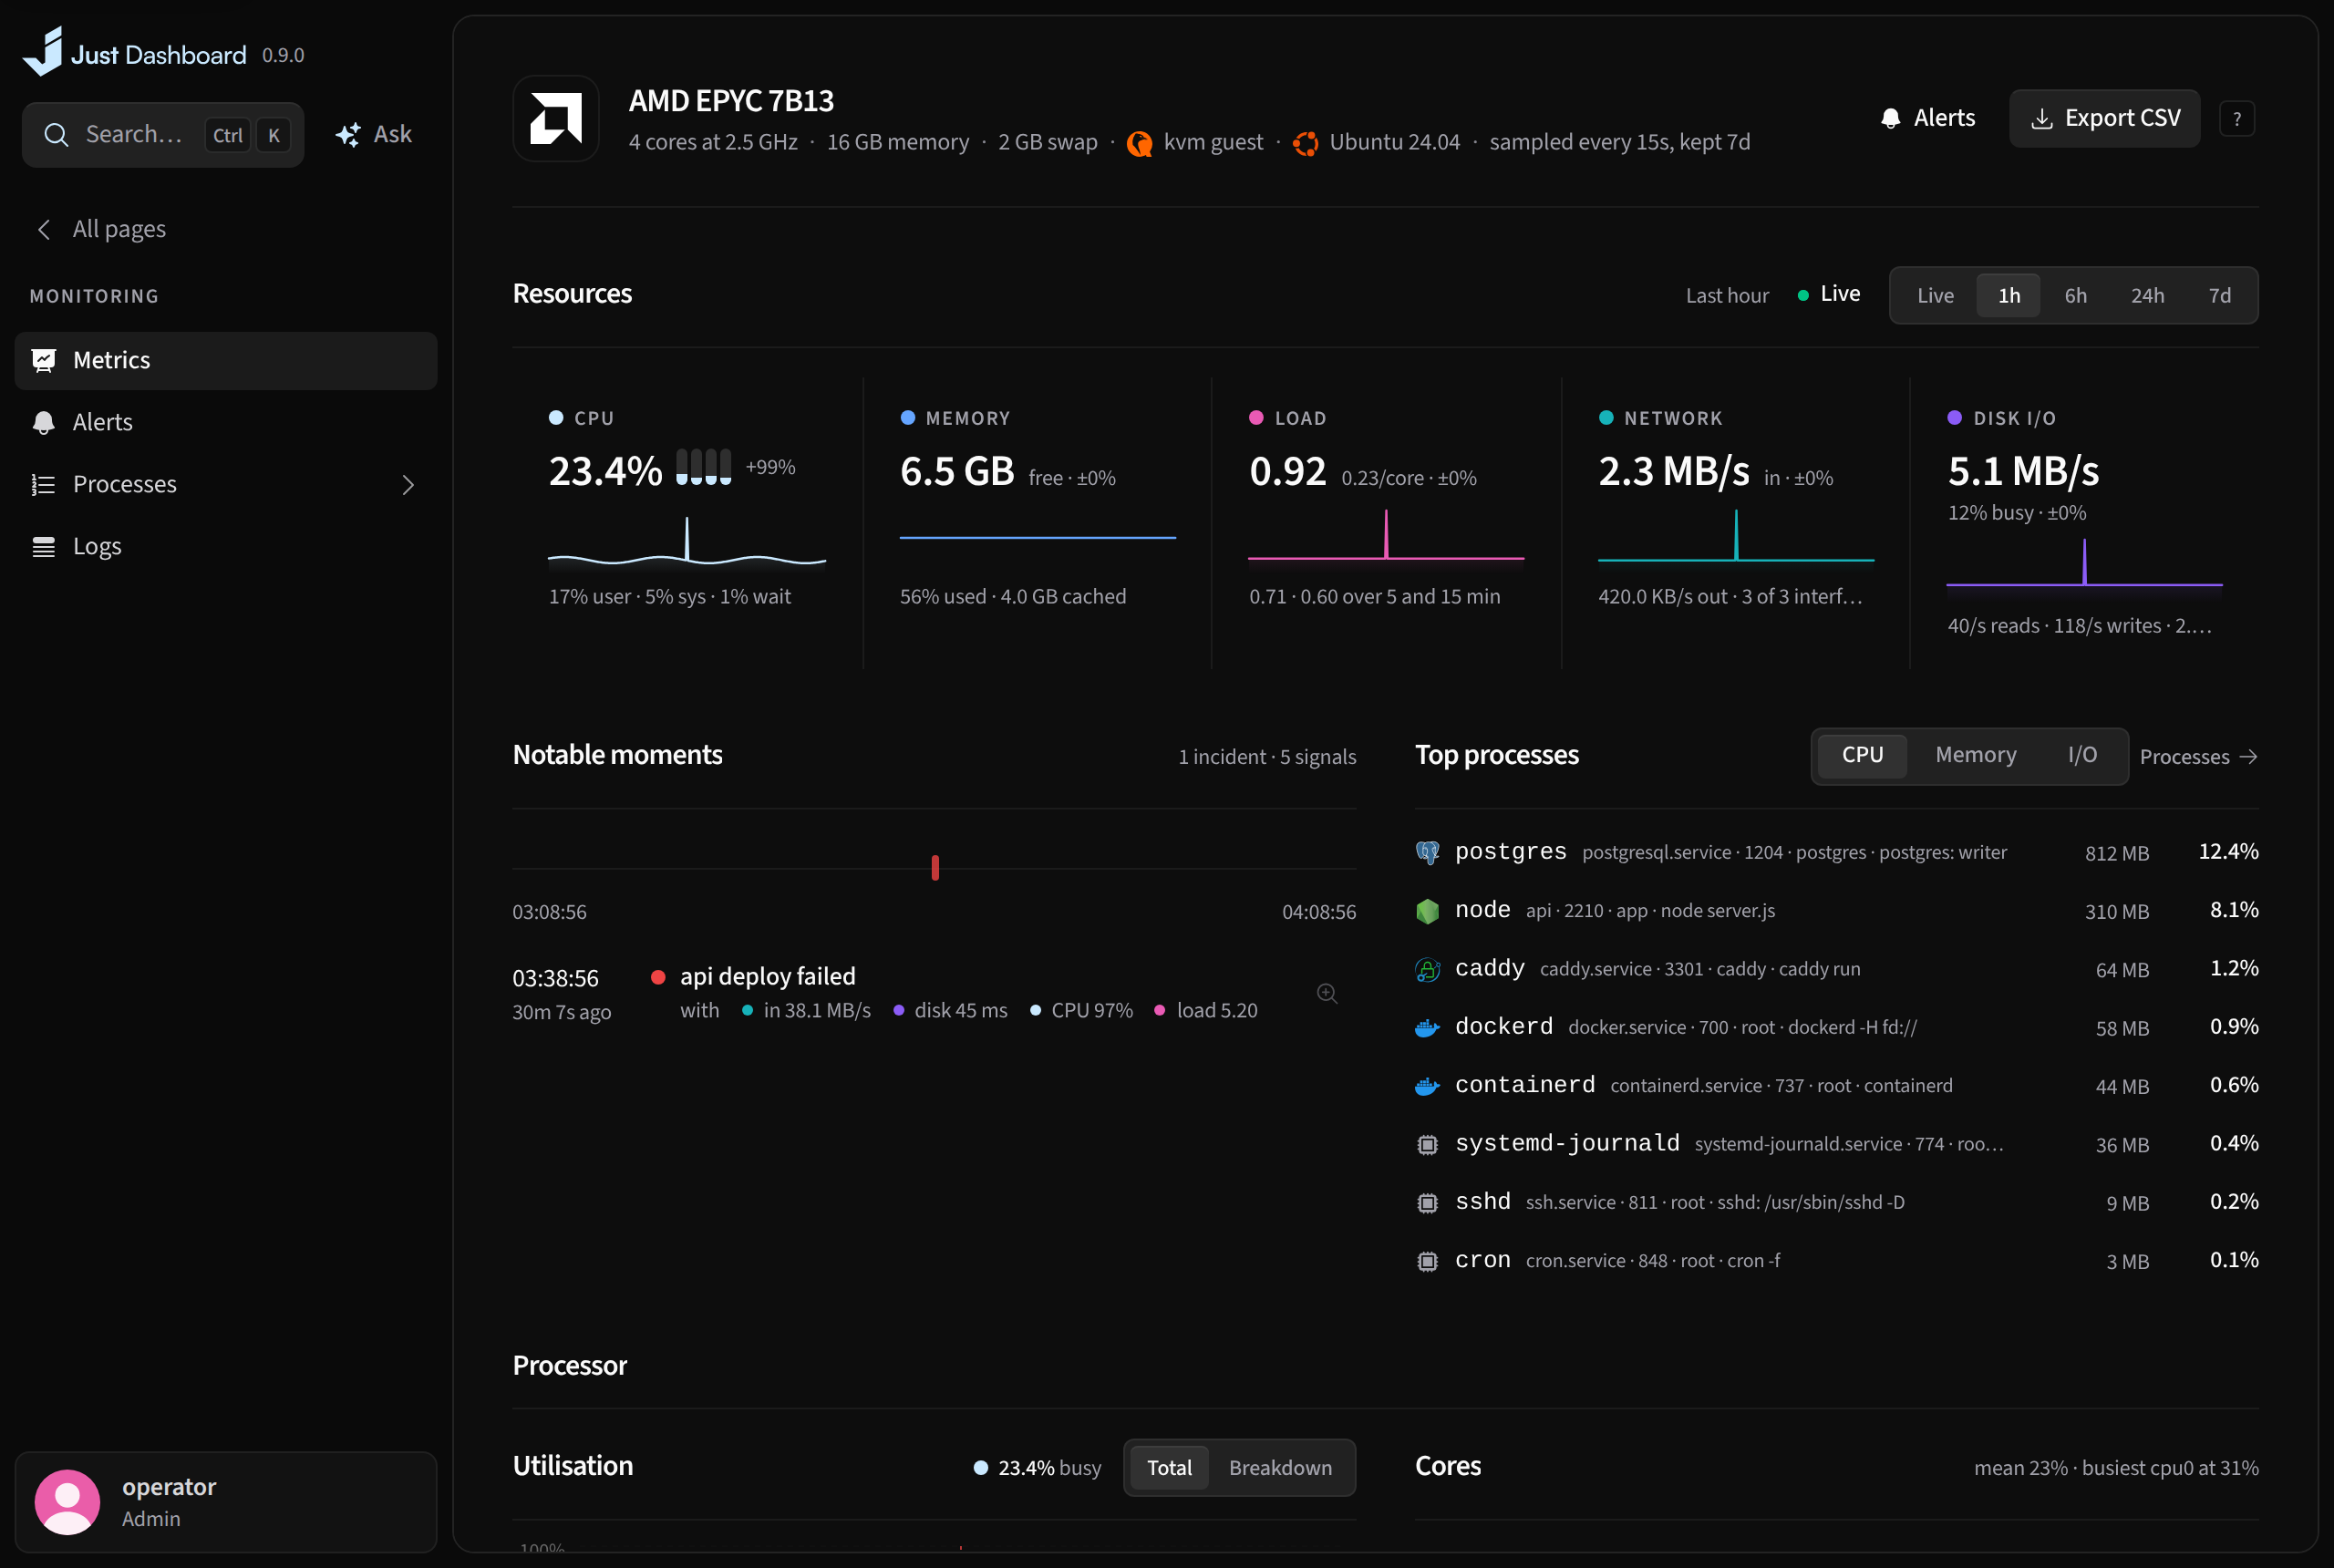 Just Dashboard 0.9.0
Search… Ctrl K Ask
All pages
MONITORING
Metrics
Alerts
Processes
Logs
operator
Admin
AMD EPYC 7B13
4 cores at 2.5 GHz · 16 GB memory · 2 GB swap · kvm guest · Ubuntu 24.04 · sampled every 15s, kept 7d
Alerts Export CSV ?
Resources
Last hour Live Live 1h 6h 24h 7d
CPU
23.4% +99%
17% user · 5% sys · 1% wait
MEMORY
6.5 GB free · ±0%
56% used · 4.0 GB cached
LOAD
0.92 0.23/core · ±0%
0.71 · 0.60 over 5 and 15 min
NETWORK
2.3 MB/s in · ±0%
420.0 KB/s out · 3 of 3 interf…
DISK I/O
5.1 MB/s
12% busy · ±0%
40/s reads · 118/s writes · 2.…
Notable moments 1 incident · 5 signals
03:08:56 04:08:56
03:38:56 api deploy failed
30m 7s ago with in 38.1 MB/s disk 45 ms CPU 97% load 5.20
Top processes CPU Memory I/O Processes →
postgres postgresql.service · 1204 · postgres · postgres: writer 812 MB 12.4%
node api · 2210 · app · node server.js 310 MB 8.1%
caddy caddy.service · 3301 · caddy · caddy run 64 MB 1.2%
dockerd docker.service · 700 · root · dockerd -H fd:// 58 MB 0.9%
containerd containerd.service · 737 · root · containerd 44 MB 0.6%
systemd-journald systemd-journald.service · 774 · roo… 36 MB 0.4%
sshd ssh.service · 811 · root · sshd: /usr/sbin/sshd -D 9 MB 0.2%
cron cron.service · 848 · root · cron -f 3 MB 0.1%
Processor
Utilisation 23.4% busy Total Breakdown
100%
Cores mean 23% · busiest cpu0 at 31%